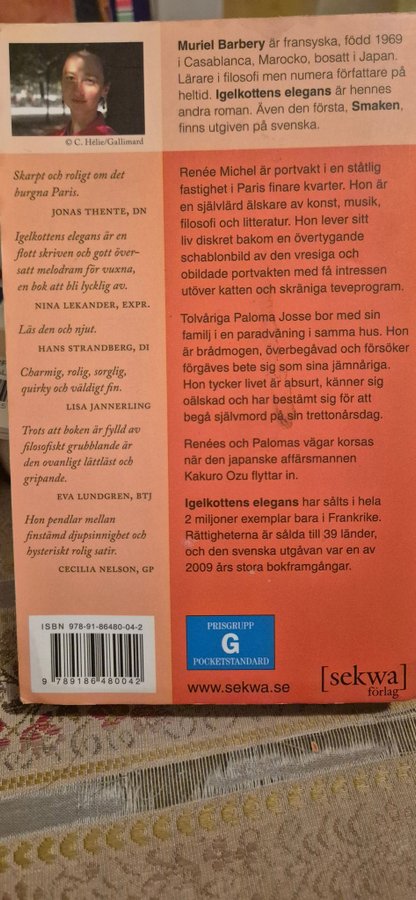 Muriel Barbery är fransyska, född 1969
i Casablanca, Marocko, bosatt i Japan.
Lärare i filosofi men numera författare på
heltid. Igelkottens elegans är hennes
andra roman. Även den första, Smaken,
finns utgiven på svenska.
© C. Hélie/Gallimard
Skarpt och roligt om det
burgna Paris.
JONAS THENTE, DN
Igelkottens elegans är en
flott skriven och gott över-
satt melodram för vuxna,
en bok att bli lycklig av.
NINA LEKANDER, EXPR.
Läs den och njut.
HANS STRANDBERG, DI
Charmig, rolig, sorglig,
quirky och väldigt fin.
LISA JANNERLING
Trots att boken är fylld av
filosofiskt grubblande är
den ovanligt lättläst och
gripande.
EVA LUNDGREN, BTJ
Hon pendlar mellan
finstämd djupsinnighet och
hysteriskt rolig satir.
CECILIA NELSON, GP
Renée Michel är portvakt i en ståtlig
fastighet i Paris finare kvarter. Hon är
en självlärd älskare av konst, musik,
filosofi och litteratur. Hon lever sitt
liv diskret bakom en övertygande
schablonbild av den vresiga och
obildade portvakten med få intressen
utöver katten och skräniga teveprogram.
Tolvåriga Paloma Josse bor med sin
familj i en paradvåning i samma hus. Hon
är brådmogen, överbegåvad och försöker
förgäves bete sig som sina jämnåriga.
Hon tycker livet är absurt, känner sig
oälskad och har bestämt sig för att
begå självmord på sin trettonårsdag.
Renées och Palomas vägar korsas
när den japanske affärsmannen
Kakuro Ozu flyttar in.
Igelkottens elegans har sålts i hela
2 miljoner exemplar bara i Frankrike.
Rättigheterna är sålda till 39 länder,
och den svenska utgåvan var en av
2009 års stora bokframgångar.
ISBN 978-91-86480-04-2
9 789186 480042
PRISGRUPP
G
POCKETSTANDARD
www.sekwa.se
[sekwa]
förlag